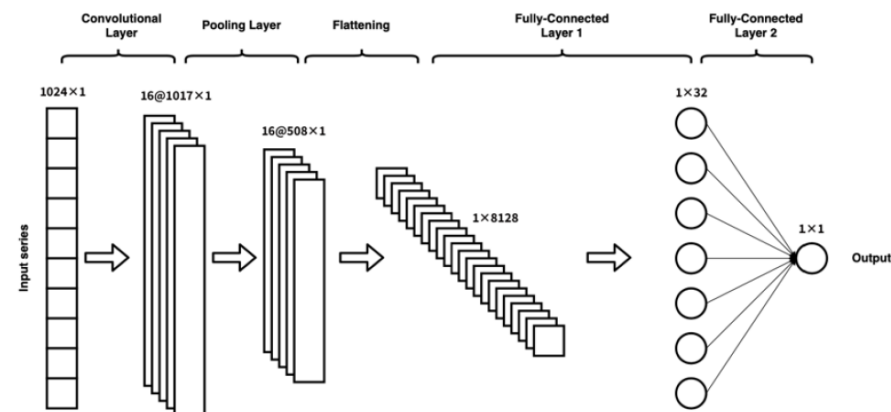 Convolutional
Layer
Pooling Layer
Flattening
Fully-Connected
Layer 1
Fully-Connected
Layer 2
1024×1
16@1017×1
16@508×1
1×8128
1×32
1×1
Input series
Output